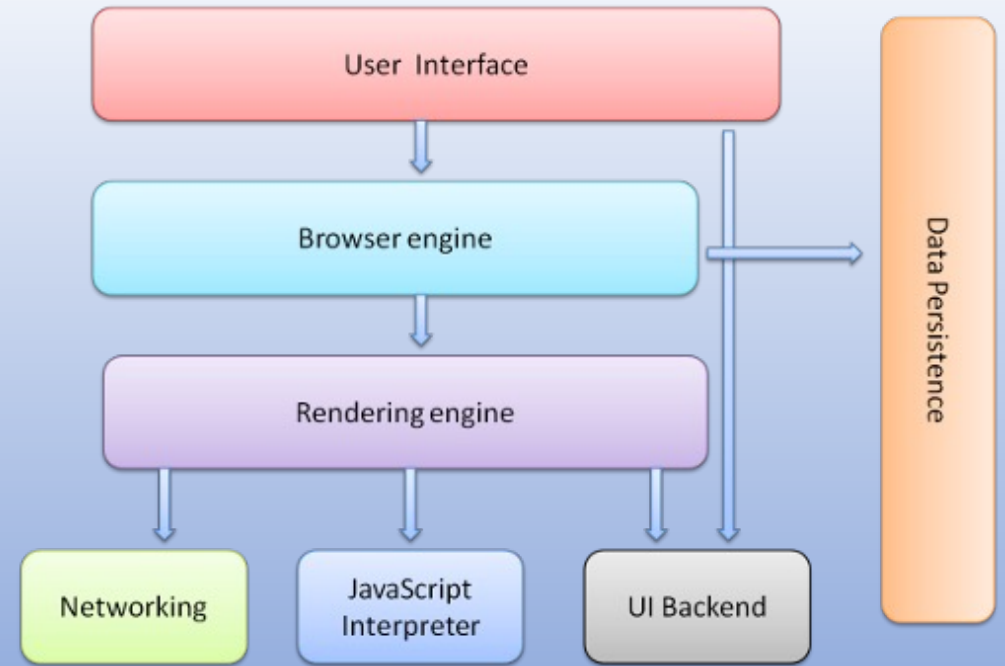 User Interface
Browser engine
Rendering engine
Networking
JavaScript
Interpreter
UI Backend
Data Persistence